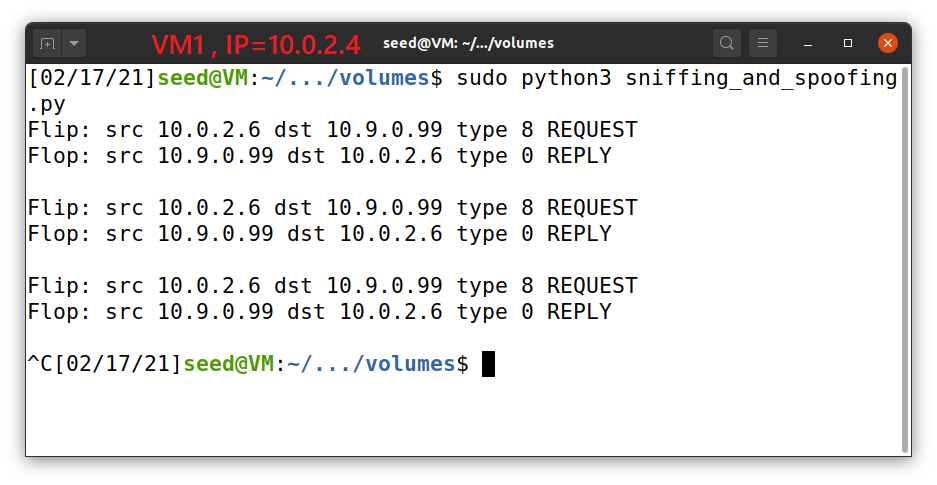 VM1 , IP=10.0.2.4 seed@VM: ~/.../volumes
[02/17/21]seed@VM:~/.../volumes$ sudo python3 sniffing_and_spoofing
.py
Flip: src 10.0.2.6 dst 10.9.0.99 type 8 REQUEST
Flop: src 10.9.0.99 dst 10.0.2.6 type 0 REPLY
Flip: src 10.0.2.6 dst 10.9.0.99 type 8 REQUEST
Flop: src 10.9.0.99 dst 10.0.2.6 type 0 REPLY
Flip: src 10.0.2.6 dst 10.9.0.99 type 8 REQUEST
Flop: src 10.9.0.99 dst 10.0.2.6 type 0 REPLY
^C[02/17/21]seed@VM:~/.../volumes$